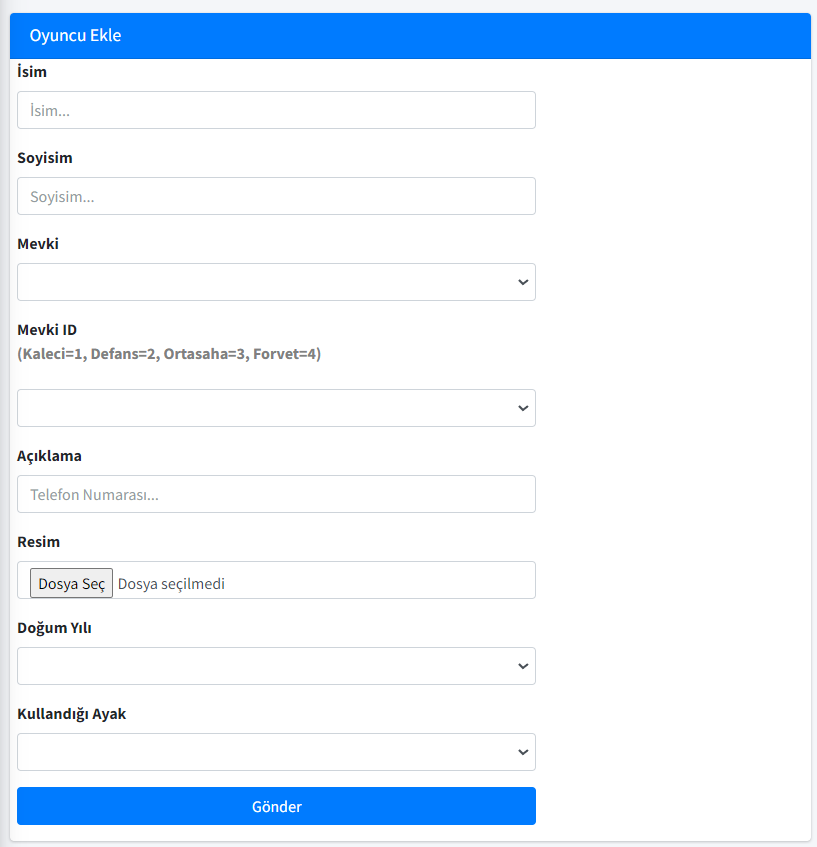 Oyuncu Ekle
İsim
İsim...
Soyisim
Soyisim...
Mevki
Mevki ID
(Kaleci=1, Defans=2, Ortasaha=3, Forvet=4)
Açıklama
Telefon Numarası...
Resim
Dosya Seç Dosya seçilmedi
Doğum Yılı
Kullandığı Ayak
Gönder